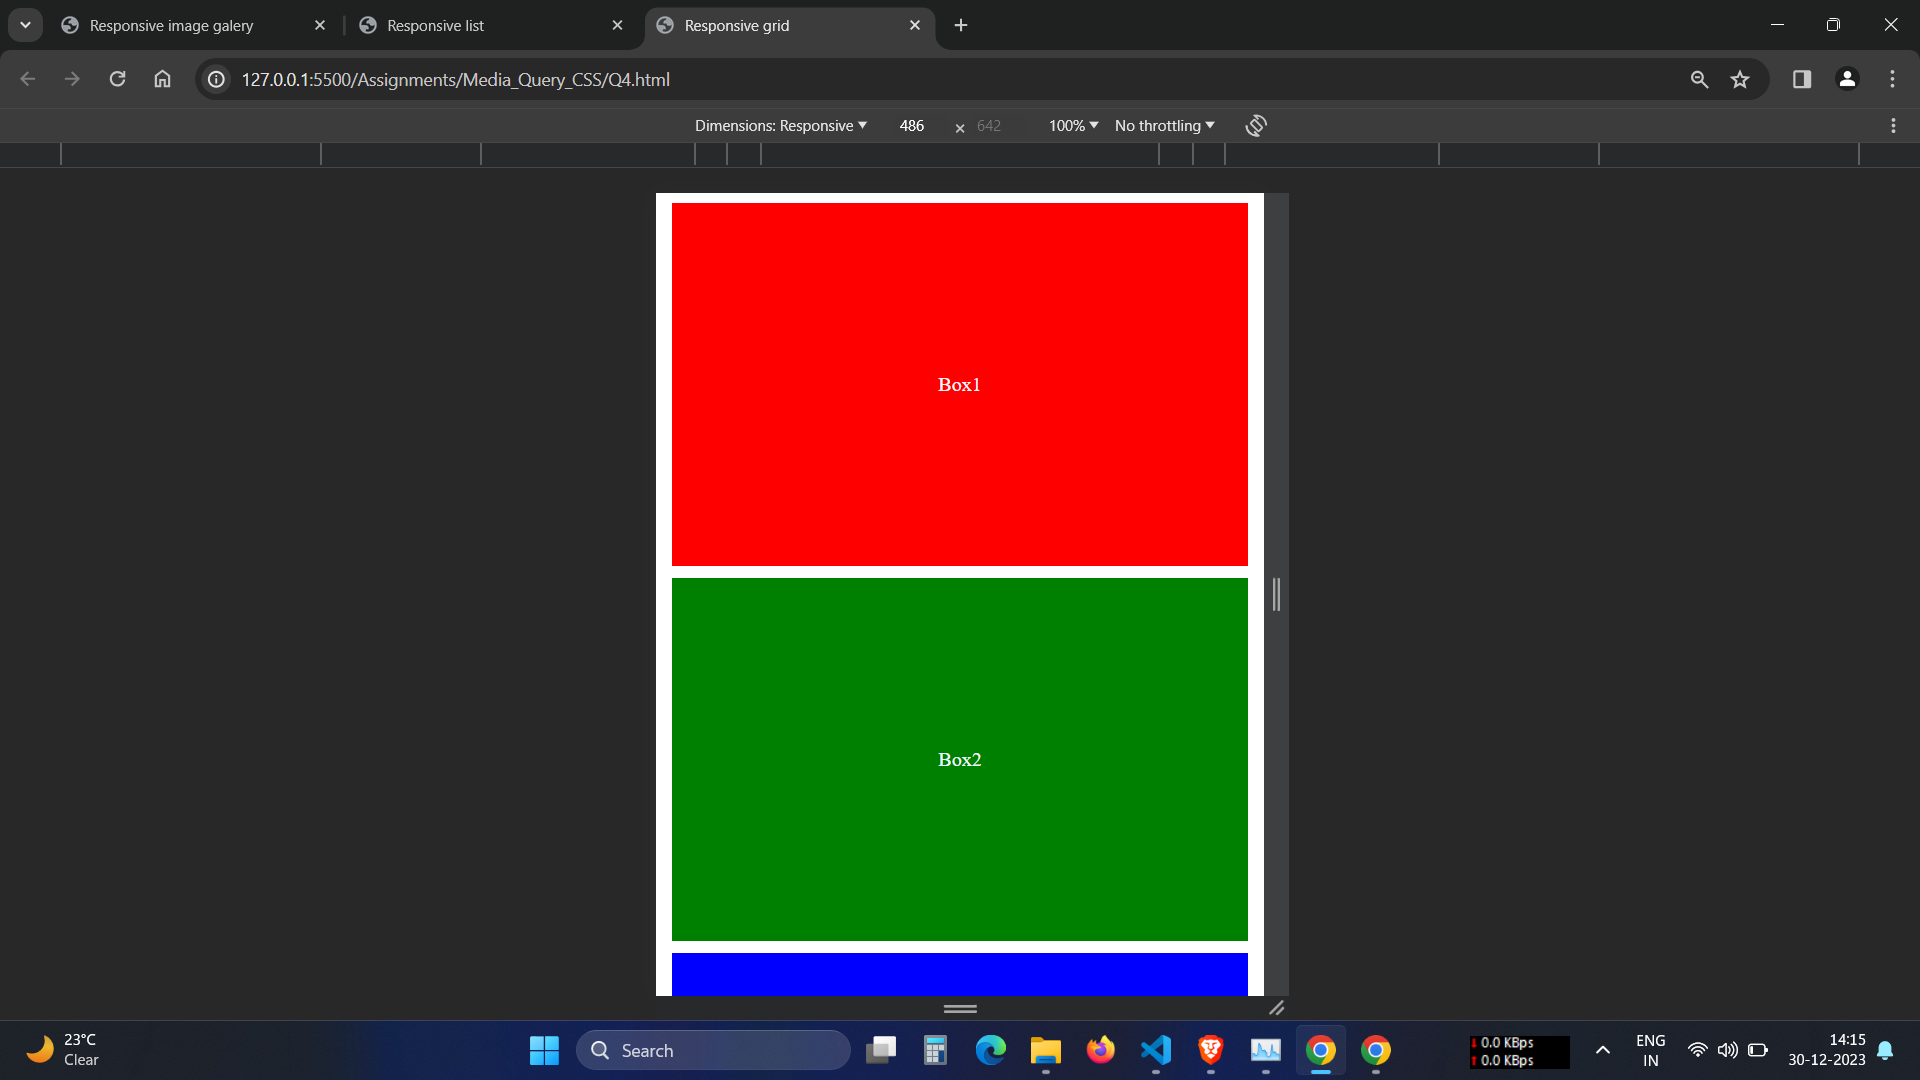 Responsive image galery
Responsive list
Responsive grid
127.0.0.1:5500/Assignments/Media_Query_CSS/Q4.html
Dimensions: Responsive 486 × 642 100% No throttling
Box1
Box2
23°C
Clear
Search
0.0 KBps
0.0 KBps
ENG
IN
14:15
30-12-2023